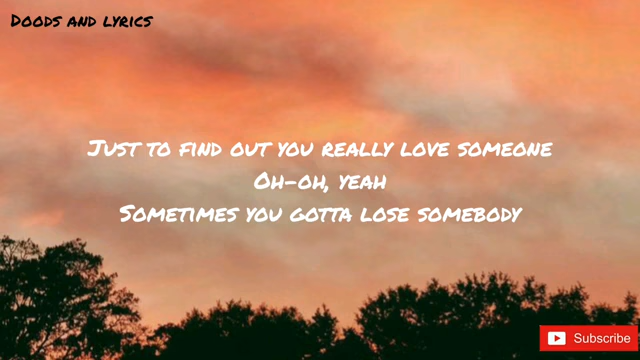 Doods and lyrics
Just to find out you really love someone
Oh-oh, yeah
Sometimes you gotta lose somebody
Subscribe